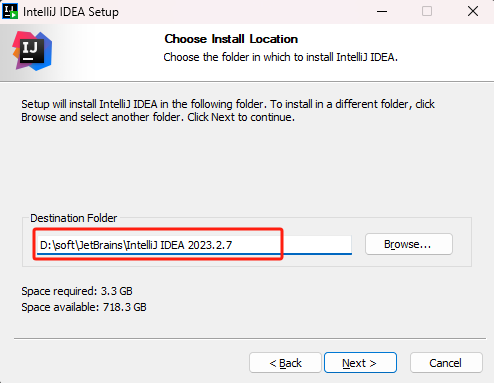 IntelliJ IDEA Setup
IJ
Choose Install Location
Choose the folder in which to install IntelliJ IDEA.
Setup will install IntelliJ IDEA in the following folder. To install in a different folder, click
Browse and select another folder. Click Next to continue.
Destination Folder
D:\soft\JetBrains\IntelliJ IDEA 2023.2.7
Browse...
Space required: 3.3 GB
Space available: 718.3 GB
< Back
Next >
Cancel